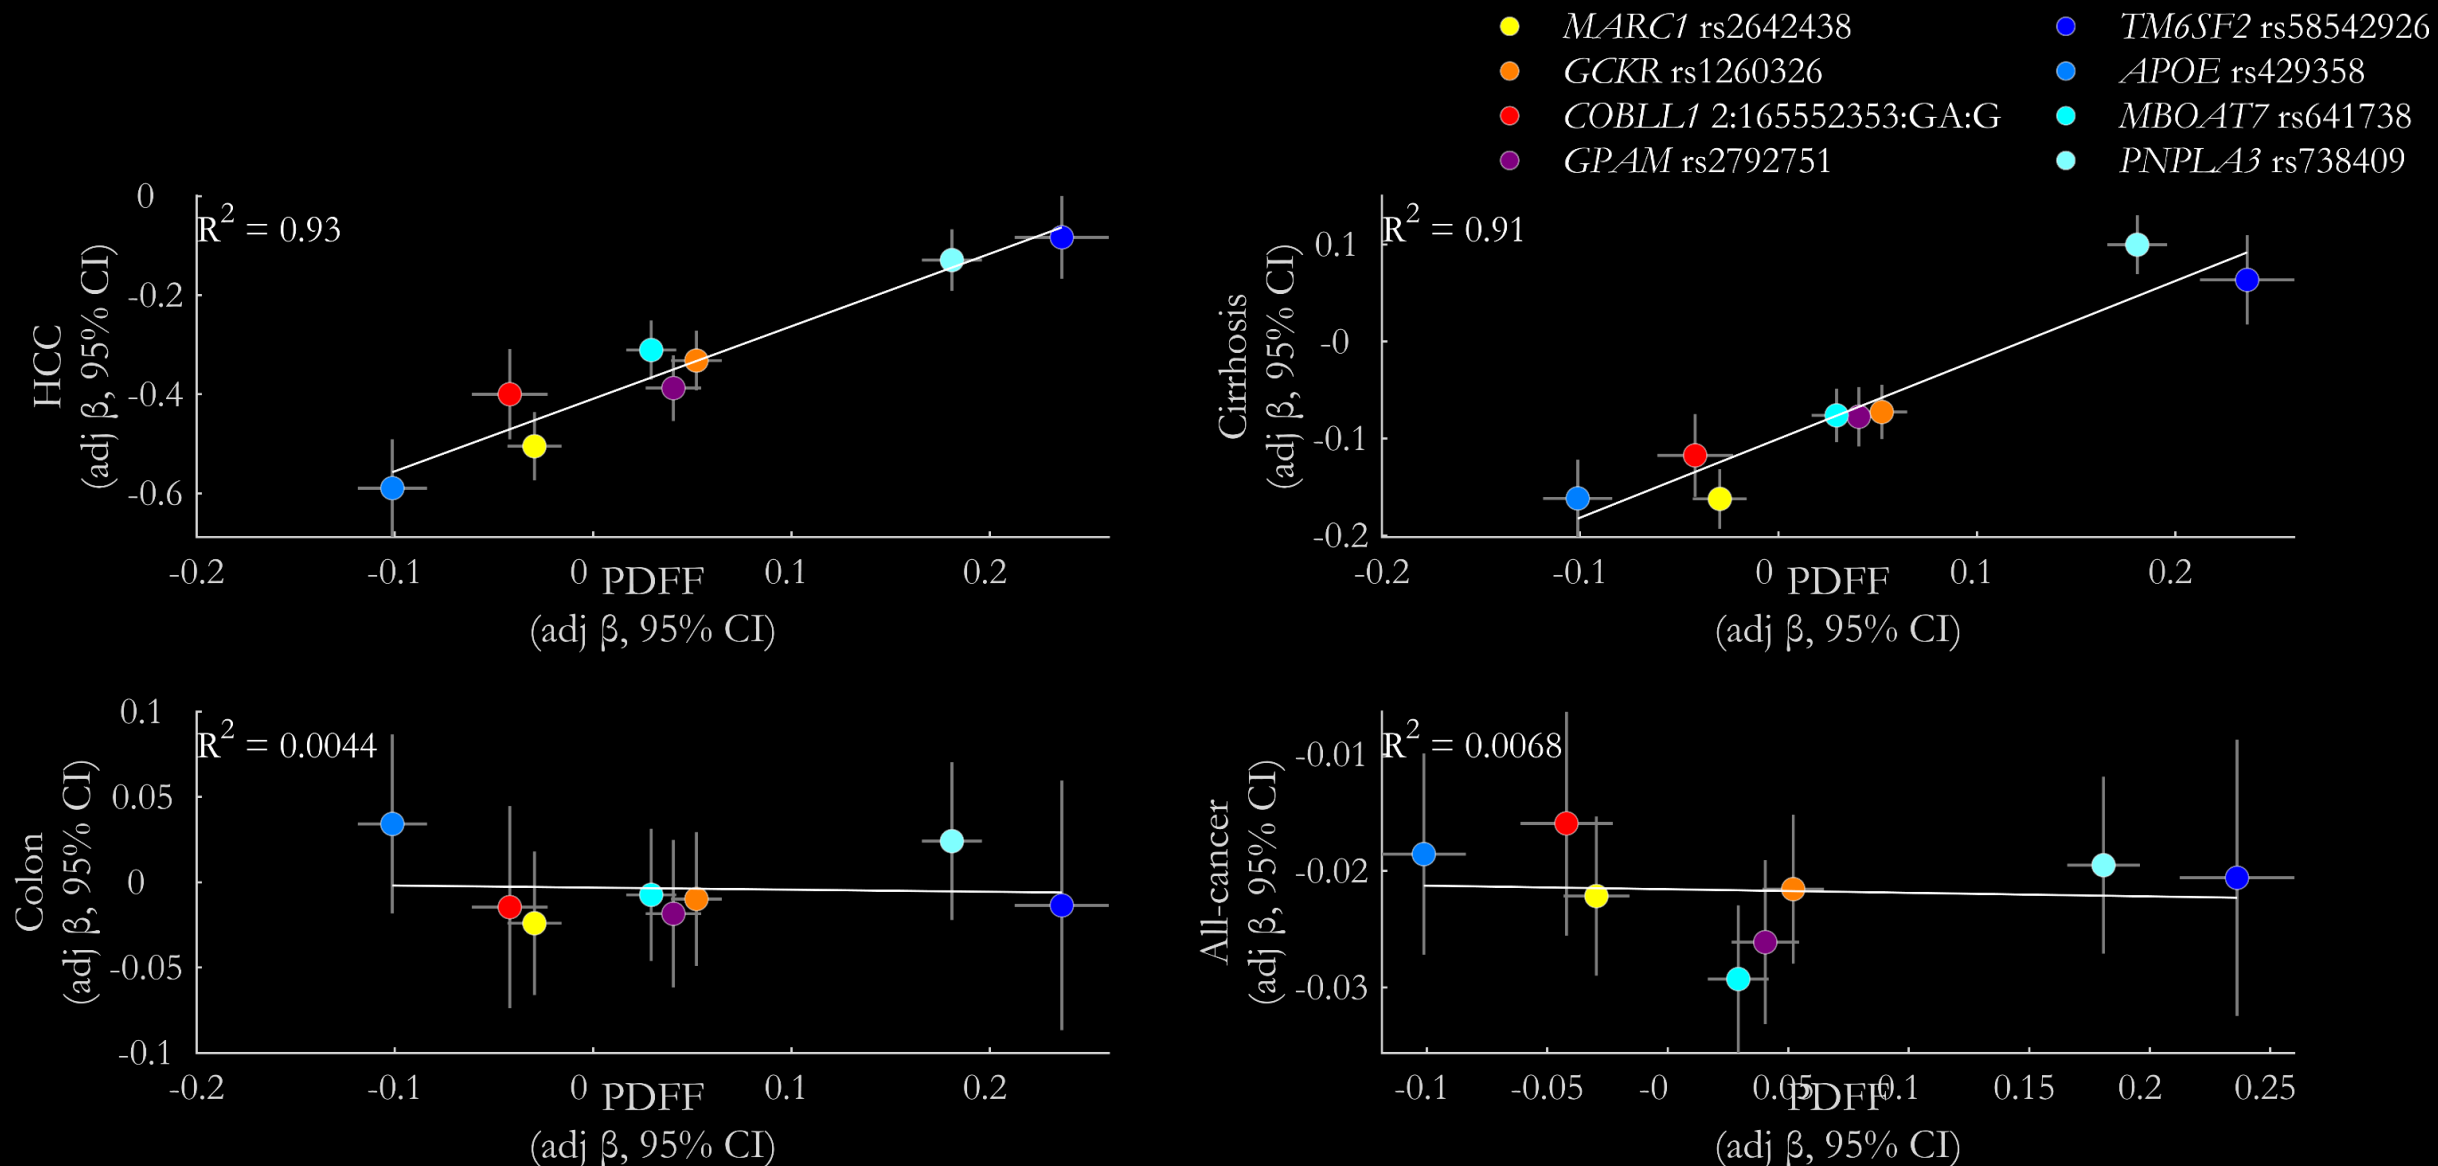 MARC1 rs2642438
GCKR rs1260326
COBLL1 2:165552353:GA:G
GPAM rs2792751
TM6SF2 rs58542926
APOE rs429358
MBOAT7 rs641738
PNPLA3 rs738409
R² = 0.93
HCC
(adj β, 95% CI)
0
-0.2
-0.4
-0.6
-0.2 -0.1 0 0.1 0.2
PDFF
(adj β, 95% CI)
R² = 0.91
Cirrhosis
(adj β, 95% CI)
0.1
-0
-0.1
-0.2
-0.2 -0.1 0 0.1 0.2
PDFF
(adj β, 95% CI)
R² = 0.0044
Colon
(adj β, 95% CI)
0.1
0.05
0
-0.05
-0.1
-0.2 -0.1 0 0.1 0.2
PDFF
(adj β, 95% CI)
R² = 0.0068
All-cancer
(adj β, 95% CI)
-0.01
-0.02
-0.03
-0.1 -0.05 -0 0.05 0.1 0.15 0.2 0.25
PDFF
(adj β, 95% CI)